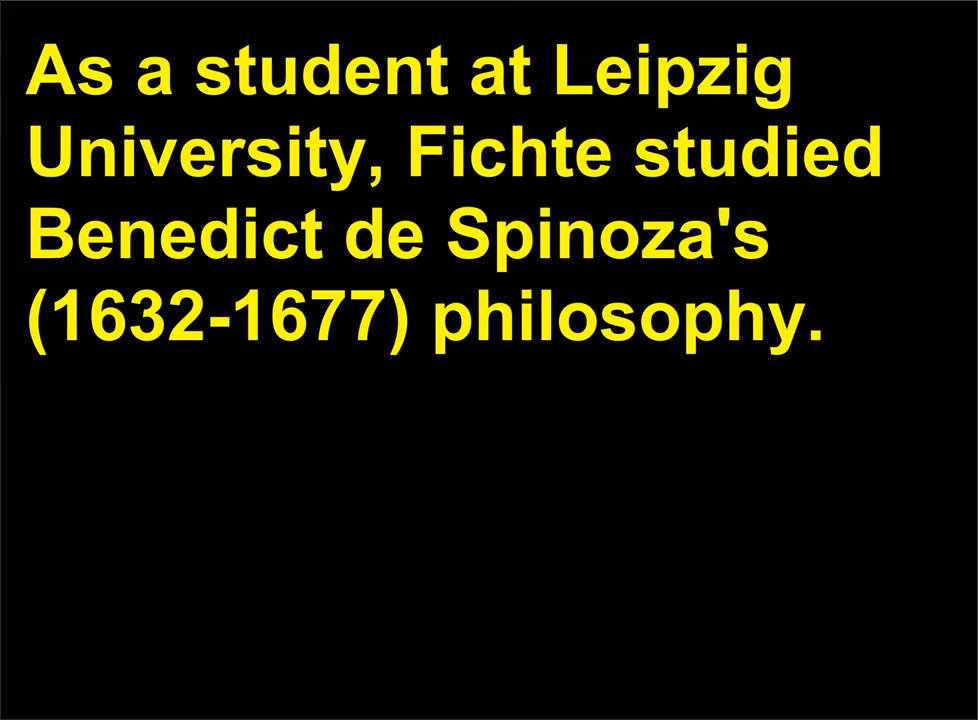 As a student at Leipzig
University, Fichte studied
Benedict de Spinoza's
(1632-1677) philosophy.